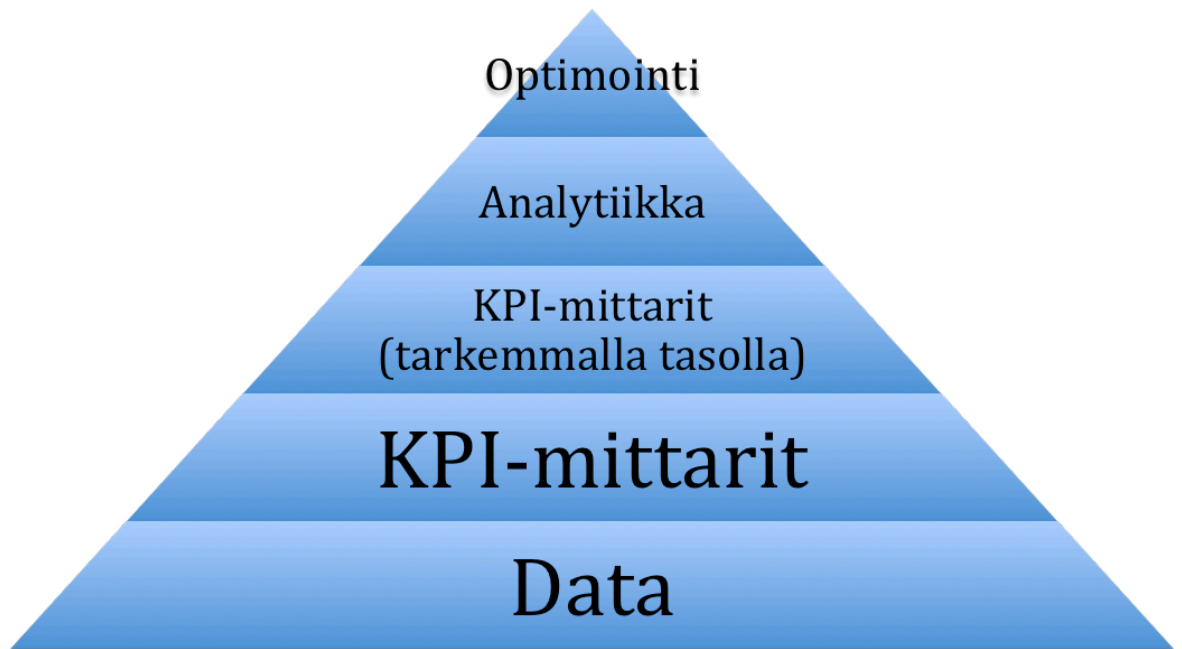 Optimointi
Analytiikka
KPI-mittarit
(tarkemmalla tasolla)
KPI-mittarit
Data